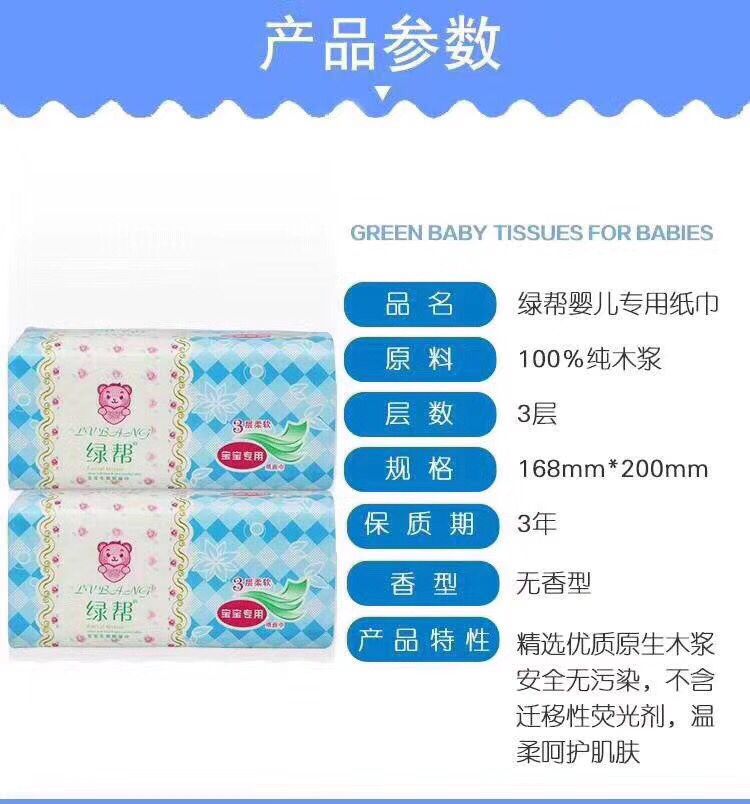 产品参数
GREEN BABY TISSUES FOR BABIES
品名 绿帮婴儿专用纸巾
原料 100%纯木浆
层数 3层
规格 168mm*200mm
保质期 3年
香型 无香型
产品特性 精选优质原生木浆
安全无污染，不含
迁移性荧光剂，温
柔呵护肌肤
LVBANG
绿帮
3层柔软
宝宝专用
LVBANG
绿帮
3层柔软
宝宝专用